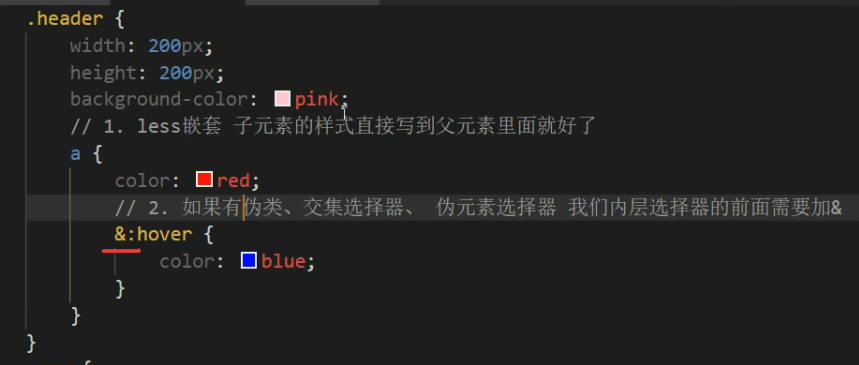 .header {
width: 200px;
height: 200px;
background-color: pink;
// 1. less嵌套 子元素的样式直接写到父元素里面就好了
a {
color: red;
// 2. 如果有伪类、交集选择器、 伪元素选择器 我们内层选择器的前面需要加&
&:hover {
color: blue;
}
}
}